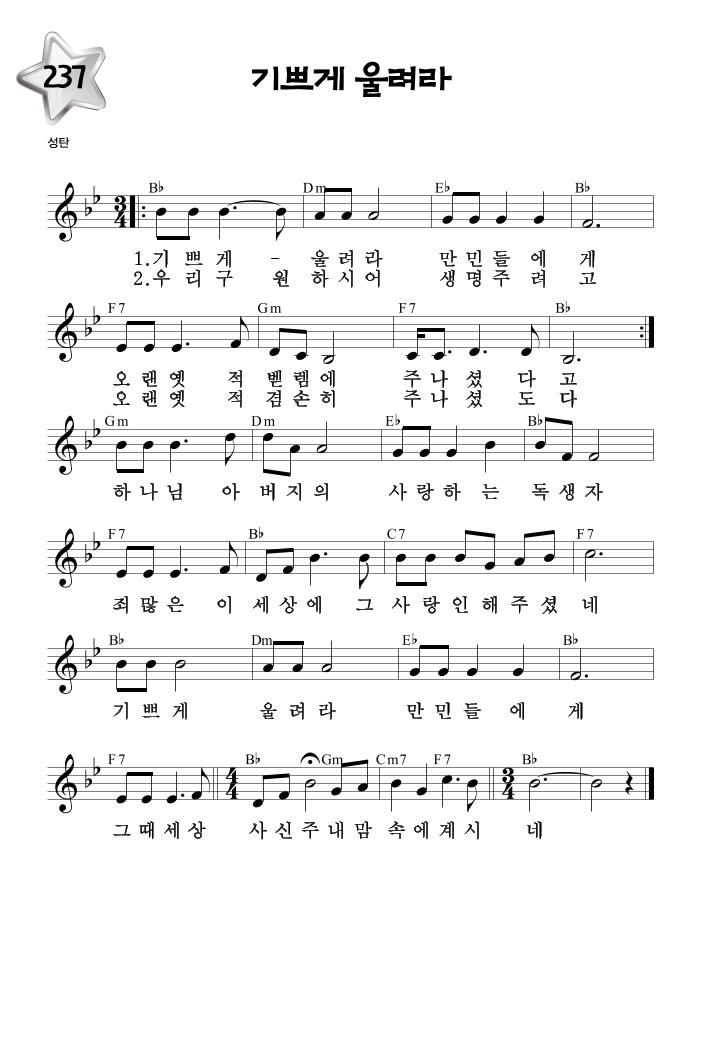 237
기쁘게 울려라
성탄
B♭ Dm E♭ B♭
3 4
1.기 쁘 게 - 울 려 라 만 민 들 에 게
2.우 리 구 원 하 시 어 생 명 주 려 고
F7 Gm F7 B♭
오 랜 옛 적 벧 렘 에 주 나 셨 다 고
오 랜 옛 적 겸 손 히 주 나 셨 도 다
Gm Dm E♭ B♭
하 나 님 아 버 지 의 사 랑 하 는 독 생 자
F7 B♭ C7 F7
죄 많 은 이 세 상 에 그 사 랑 인 해 주 셨 네
B♭ Dm E♭ B♭
기 쁘 게 울 려 라 만 민 들 에 게
F7 B♭ Gm Cm7 F7 B♭
4 4 3 4
그 때 세 상 사 신 주 내 맘 속 에 계 시 네